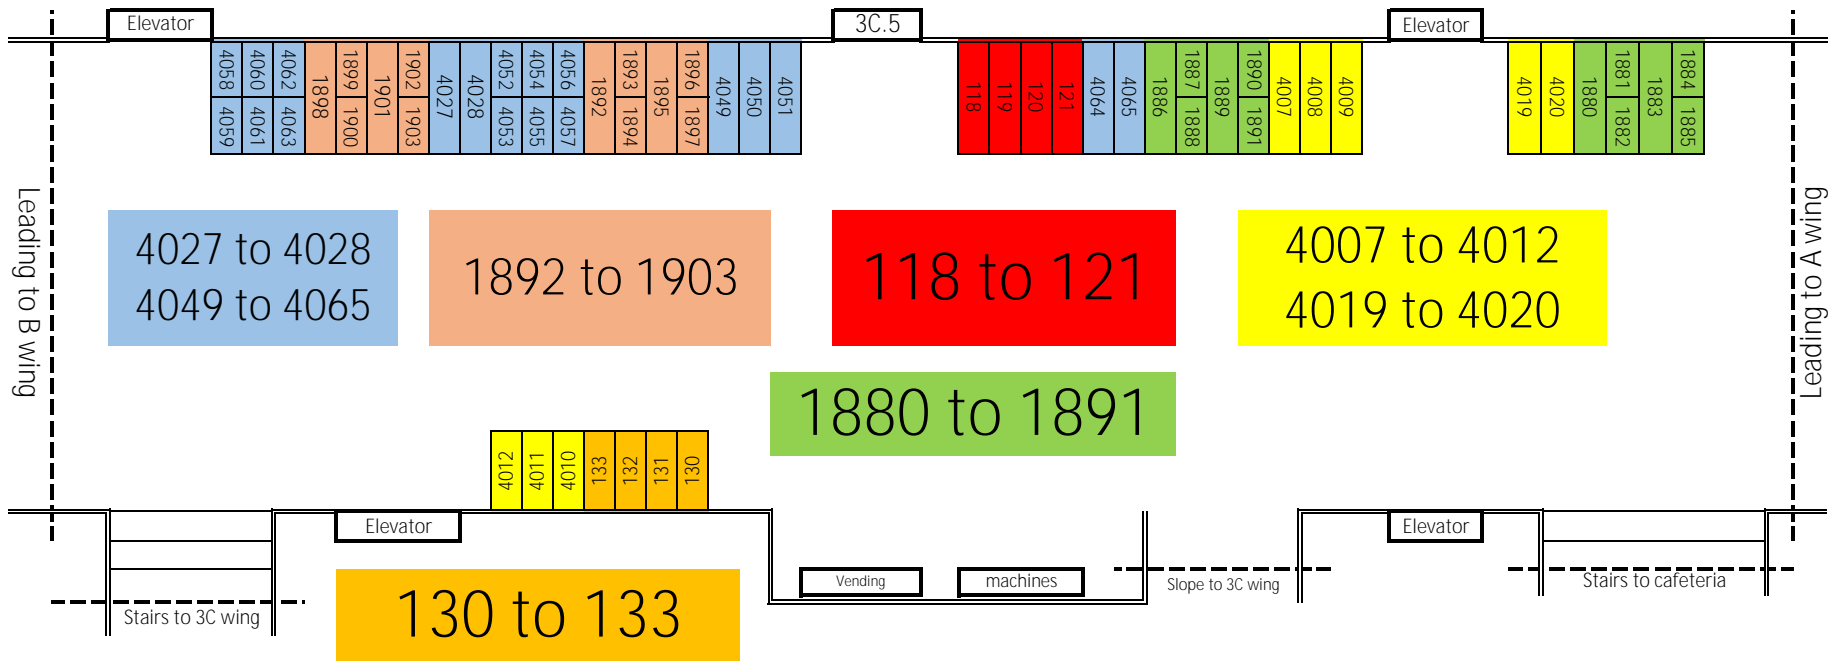 Elevator
3C.5
Elevator
4058
4060
4062
1898
1899
1901
1902
4027
4028
4052
4054
4056
1892
1893
1895
1896
4049
4050
4051
4059
4061
4063
1900
1903
4053
4055
4057
1894
1897
118
119
120
121
4064
4065
1886
1887
1889
1890
4007
4008
4009
1888
1891
4019
4020
1880
1881
1883
1884
1882
1885
Leading to B wing
4027 to 4028
4049 to 4065
1892 to 1903
118 to 121
4007 to 4012
4019 to 4020
Leading to A wing
1880 to 1891
4012
4011
4010
133
132
131
130
Elevator
Elevator
Vending
machines
Slope to 3C wing
Stairs to cafeteria
Stairs to 3C wing
130 to 133